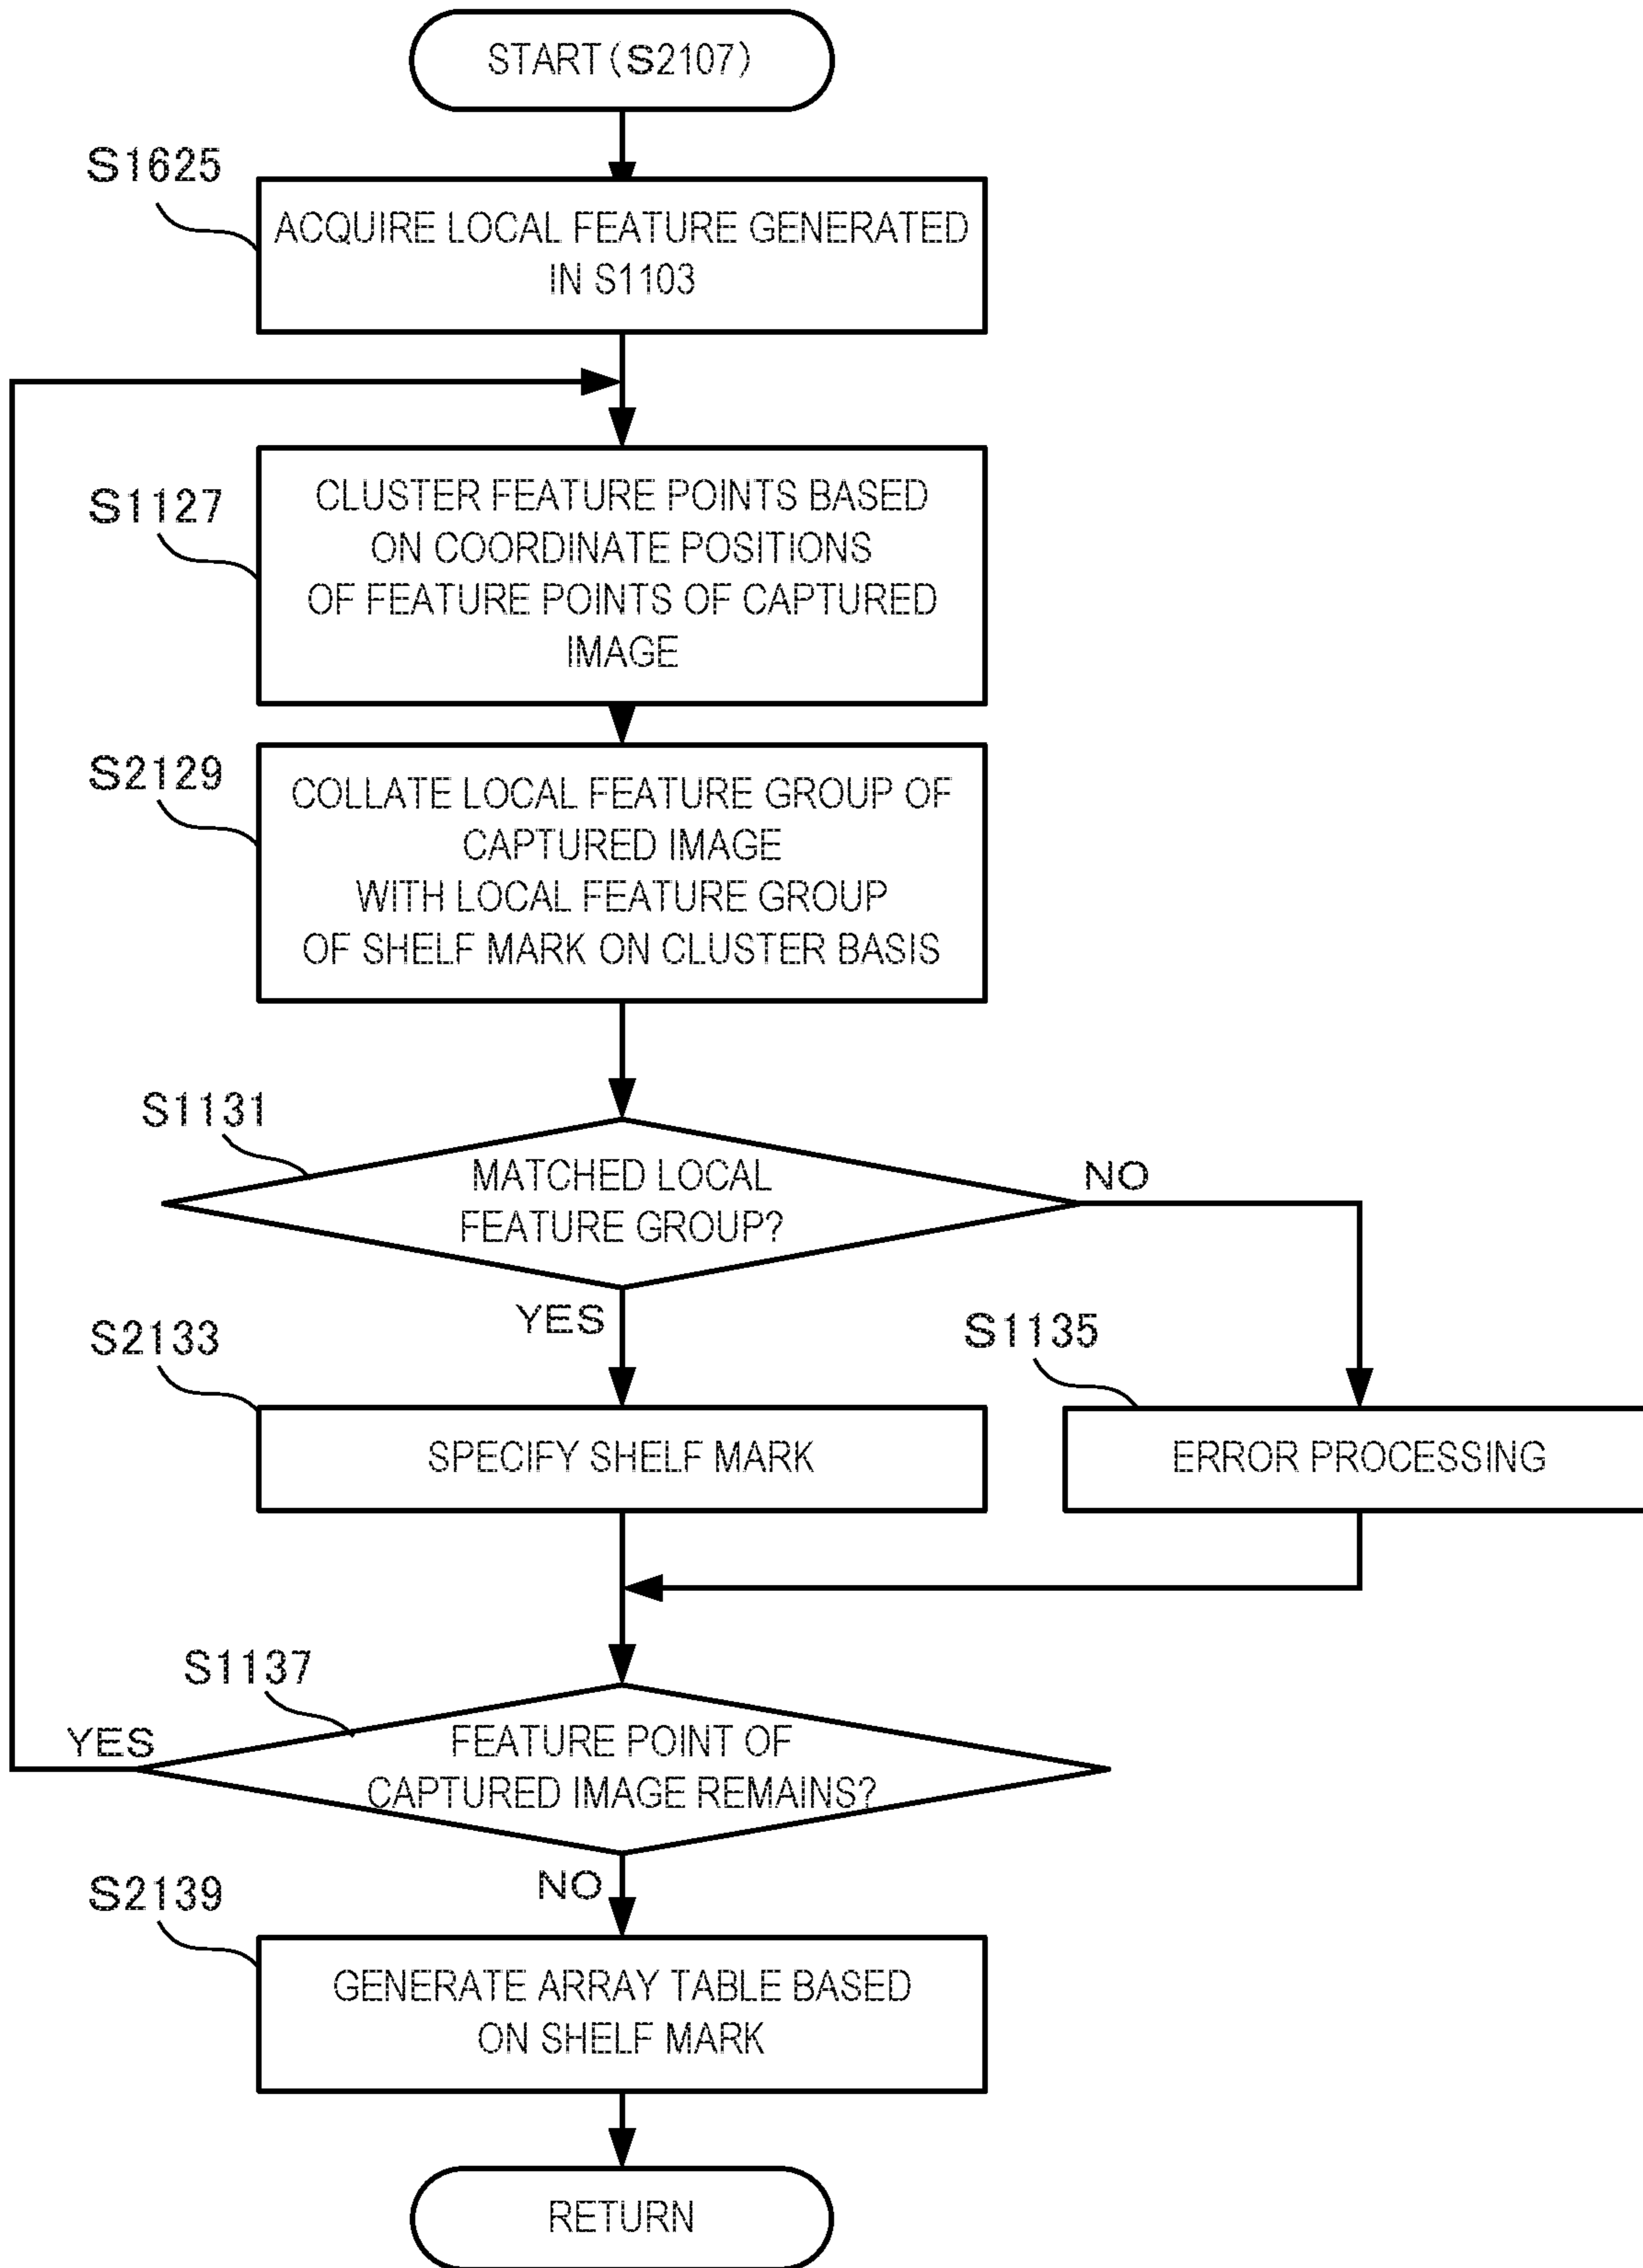 START(S2107)
S1625
ACQUIRE LOCAL FEATURE GENERATED
IN S1103
S1127
CLUSTER FEATURE POINTS BASED
ON COORDINATE POSITIONS
OF FEATURE POINTS OF CAPTURED
IMAGE
S2129
COLLATE LOCAL FEATURE GROUP OF
CAPTURED IMAGE
WITH LOCAL FEATURE GROUP
OF SHELF MARK ON CLUSTER BASIS
S1131
MATCHED LOCAL
FEATURE GROUP?
NO
YES
S2133
SPECIFY SHELF MARK
S1135
ERROR PROCESSING
S1137
YES
FEATURE POINT OF
CAPTURED IMAGE REMAINS?
NO
S2139
GENERATE ARRAY TABLE BASED
ON SHELF MARK
RETURN